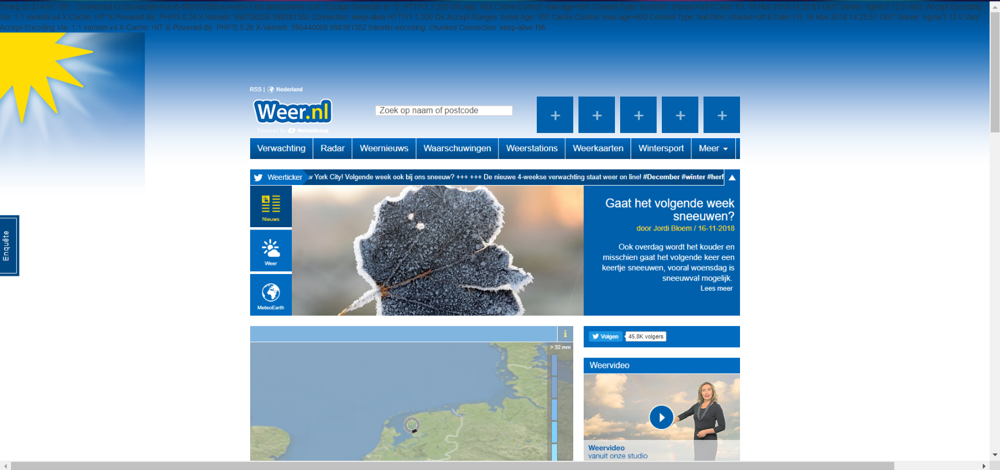 Trying 52.214.61.159... Connected to b2cwebsite-live-lb-980116390.eu-west-1.elb.amazonaws.com. Escape character is '^]'. HTTP/1.1 200 OK Age: 482 Cache-Control: max-age=600 Content-Type: text/html; charset=utf-8 Date: Fri, 16 Nov 2018 14:25:51 GMT Server: nginx/1.12.0 Vary: Accept-Encoding
Via: 1.1 varnish-v4 X-Cache: HIT X-Powered-By: PHP/5.5.26 X-Varnish: 998736255 998381352 Connection: keep-alive HTTP/1.1 200 OK Accept-Ranges: bytes Age: 507 Cache-Control: max-age=600 Content-Type: text/html; charset=utf-8 Date: Fri, 16 Nov 2018 14:25:51 GMT Server: nginx/1.12.0 Vary:
Accept-Encoding Via: 1.1 varnish-v4 X-Cache: HIT X-Powered-By: PHP/5.5.26 X-Varnish: 996440008 998381352 transfer-encoding: chunked Connection: keep-alive f96
RSS | Nederland
Weer.nl
Powered by MeteoGroup
Zoek op naam of postcode
+ + + + +
Verwachting Radar Weernieuws Waarschuwingen Weerstations Weerkaarten Wintersport Meer
Weerticker w York City! Volgende week ook bij ons sneeuw? +++ +++ De nieuwe 4-weekse verwachting staat weer on line! #December #winter #herf
Nieuws
Weer
MeteoEarth
Gaat het volgende week
sneeuwen?
door Jordi Bloem / 16-11-2018
Ook overdag wordt het kouder en
misschien gaat het volgende keer een
keertje sneeuwen, vooral woensdag is
sneeuwval mogelijk.
Lees meer
Enquête
i
> 32 mm
Volgen 45,8K volgers
Weervideo
Weervideo
vanuit onze studio